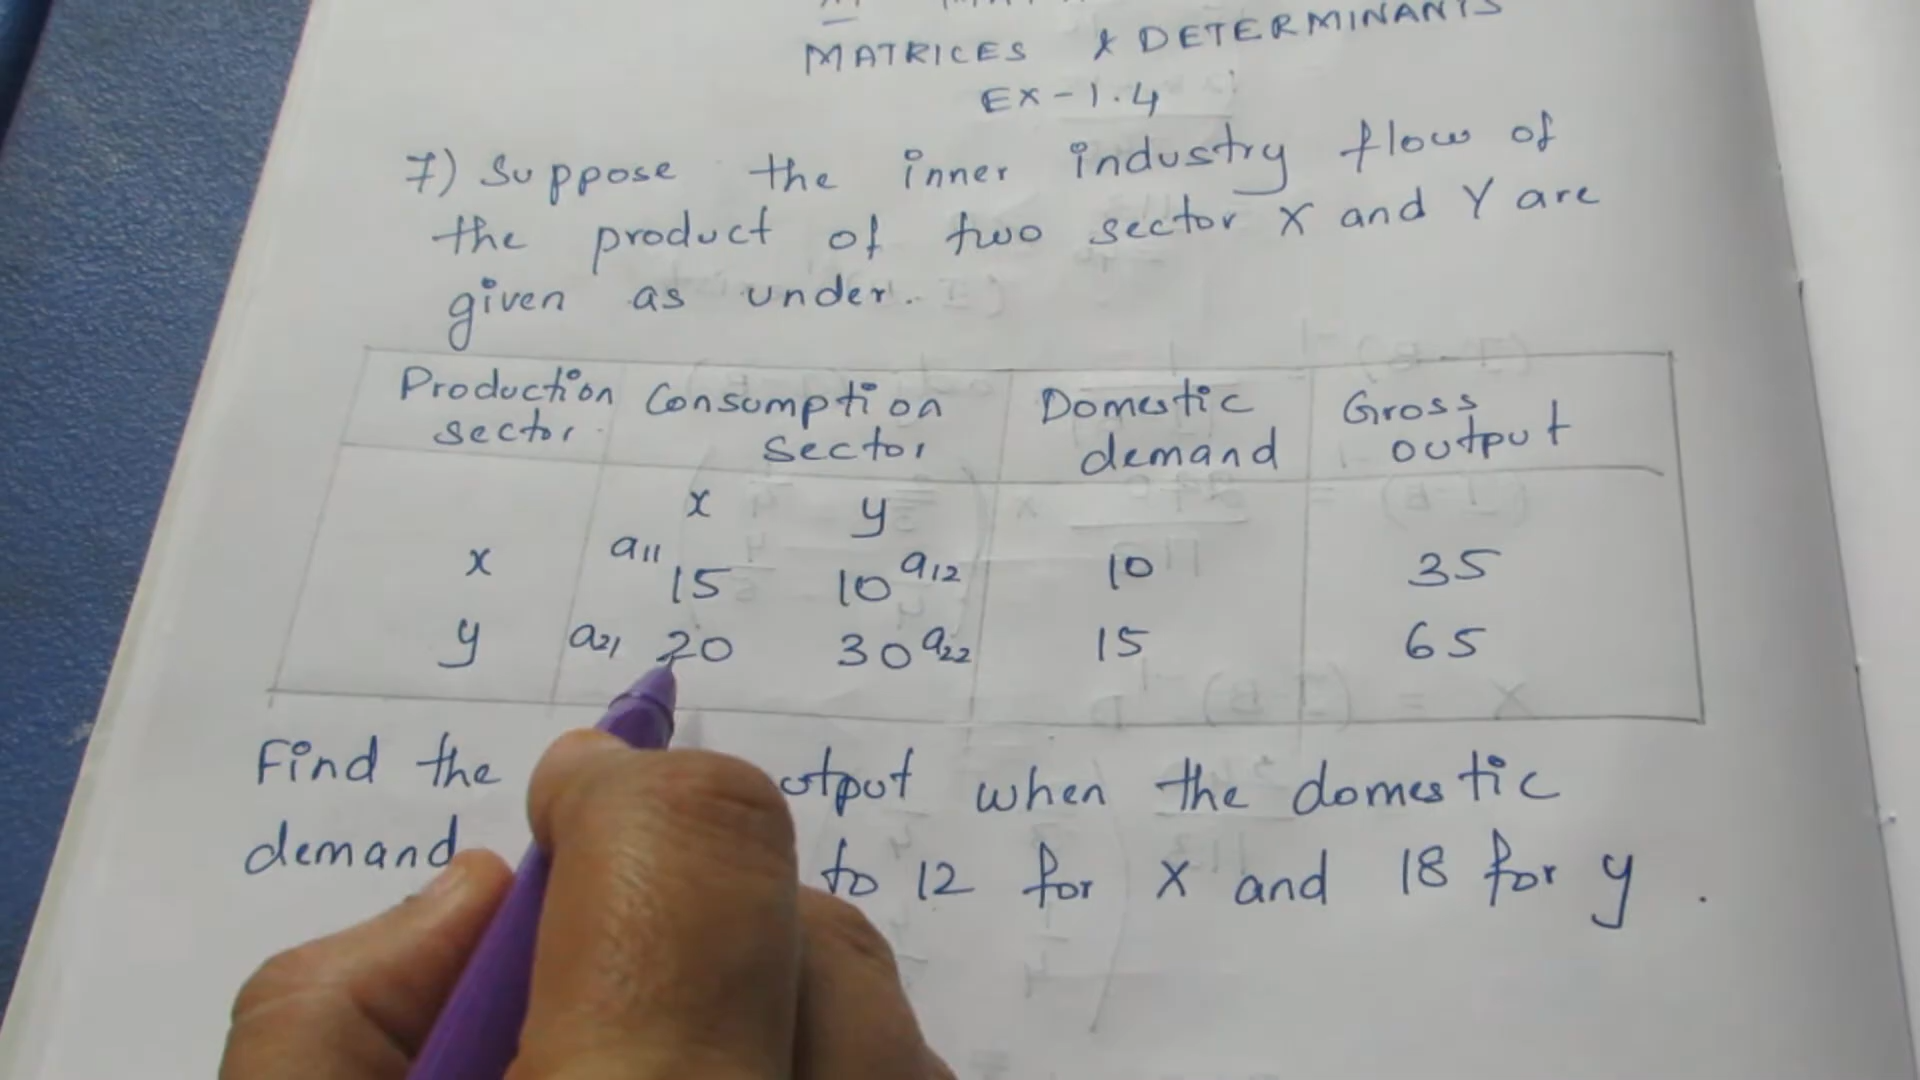 MATRICES & DETERMINANTS
EX-1.4
7) Suppose the inner industry flow of
the product of two sector X and Y are
given as under.
Production sector Consumption sector Domestic demand Gross output
x y
x a11 15 10 a12 10 35
y a21 20 30 a22 15 65
Find the output when the domestic
demand to 12 for X and 18 for y.